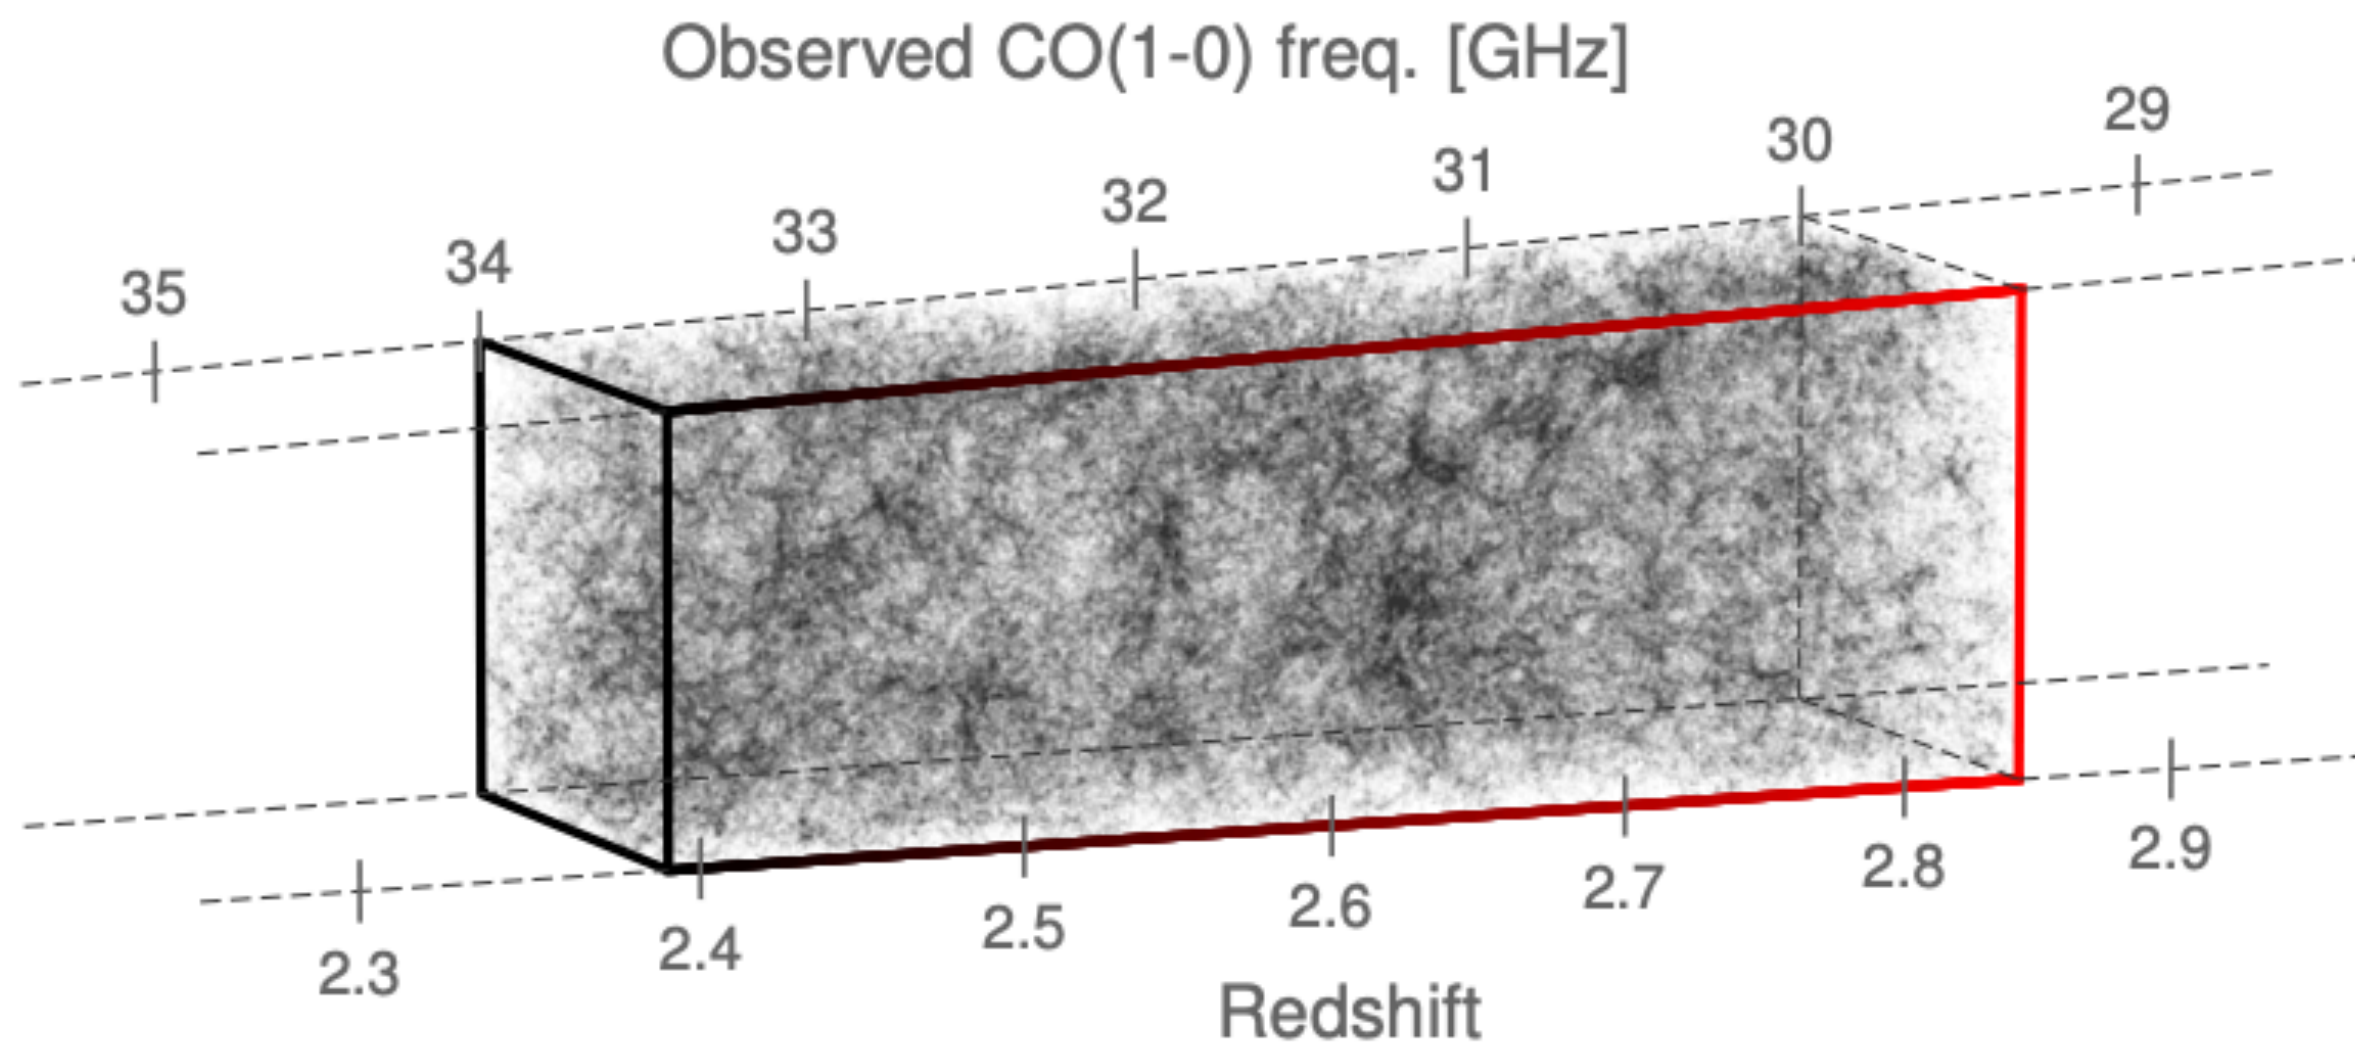 Observed CO(1-0) freq. [GHz]
35 34 33 32 31 30 29
2.3 2.4 2.5 2.6 2.7 2.8 2.9
Redshift